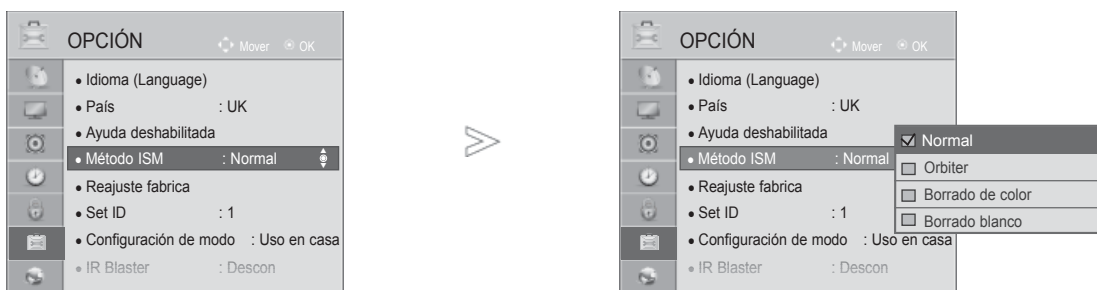 OPCIÓN Mover OK
• Idioma (Language)
• País : UK
• Ayuda deshabilitada
• Método ISM : Normal
• Reajuste fabrica
• Set ID : 1
• Configuración de modo : Uso en casa
• IR Blaster : Descon
OPCIÓN Mover OK
• Idioma (Language)
• País : UK
• Ayuda deshabilitada
• Método ISM : Normal
• Reajuste fabrica
• Set ID : 1
• Configuración de modo : Uso en casa
• IR Blaster : Descon
Normal
Orbiter
Borrado de color
Borrado blanco